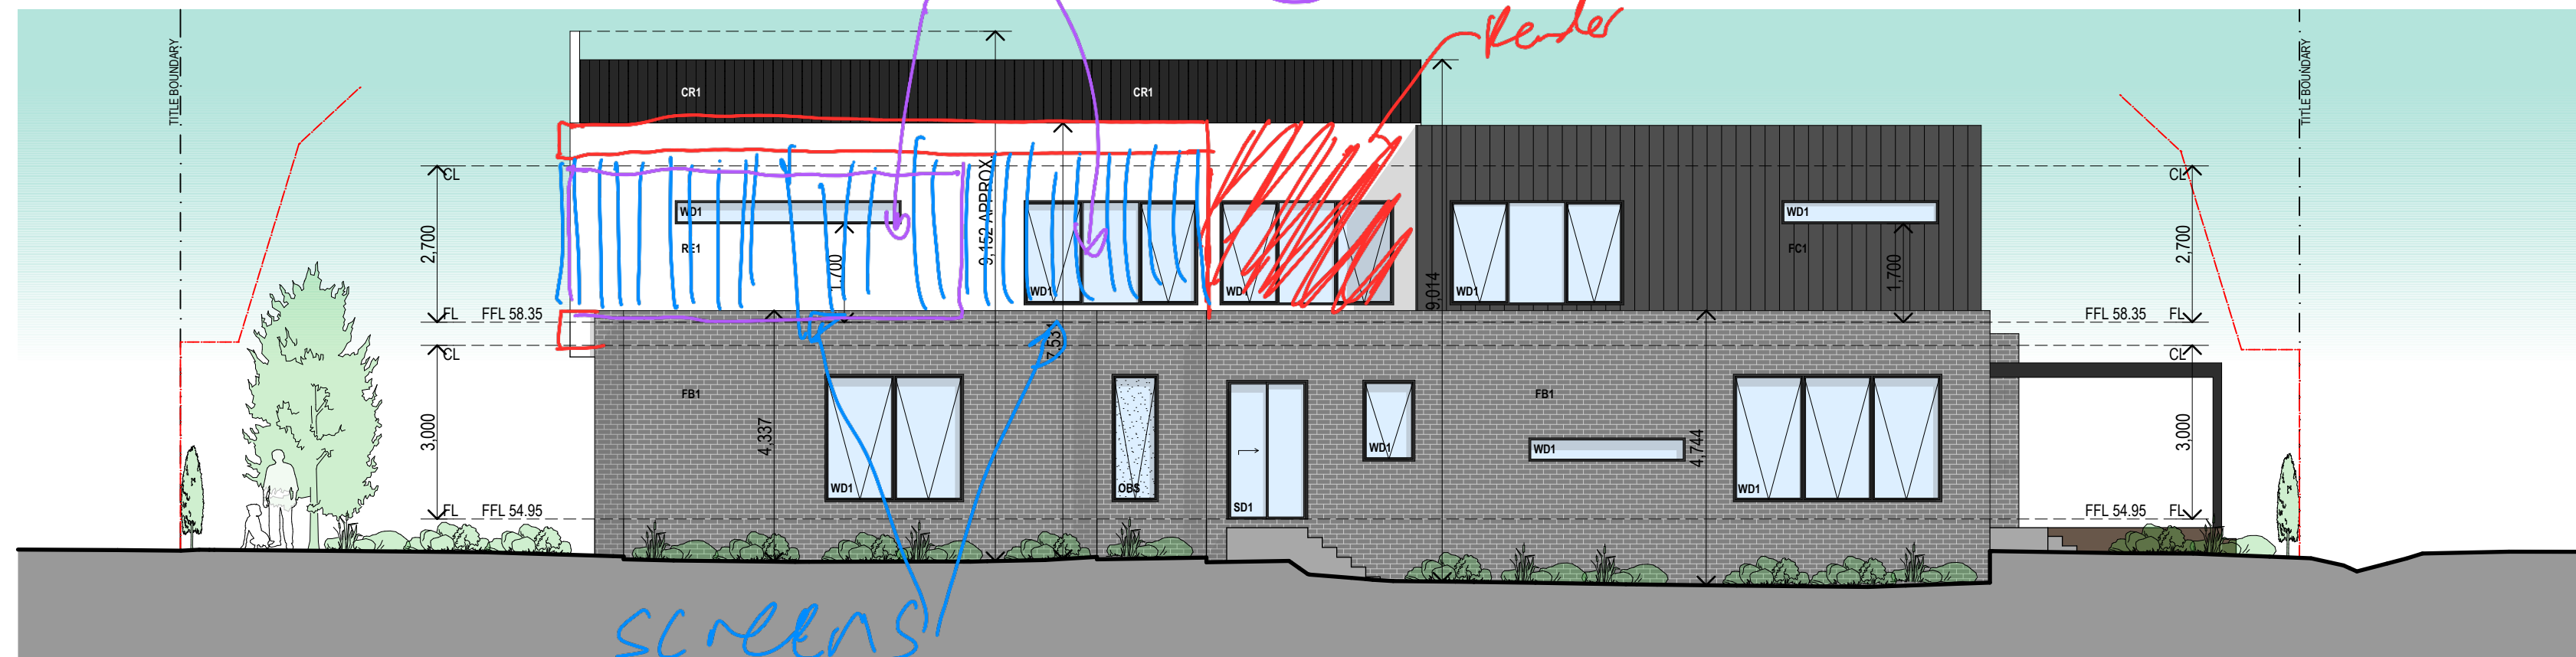 Render
TITLE BOUNDARY
TITLE BOUNDARY
CR1
CR1
CL
CL
9,152 APPROX.
WD1
WD1
2,700
RE1
1,700
FC1
1,700
2,700
WD1
WD1
WD1
9,014
FL FFL 58.35
FFL 58.35 FL
CL
CL
FB1
FB1
3,000
4,337
WD1
WD1
4,744
3,000
WD1
OBS
WD1
SD1
FL FFL 54.95
FFL 54.95 FL
screens